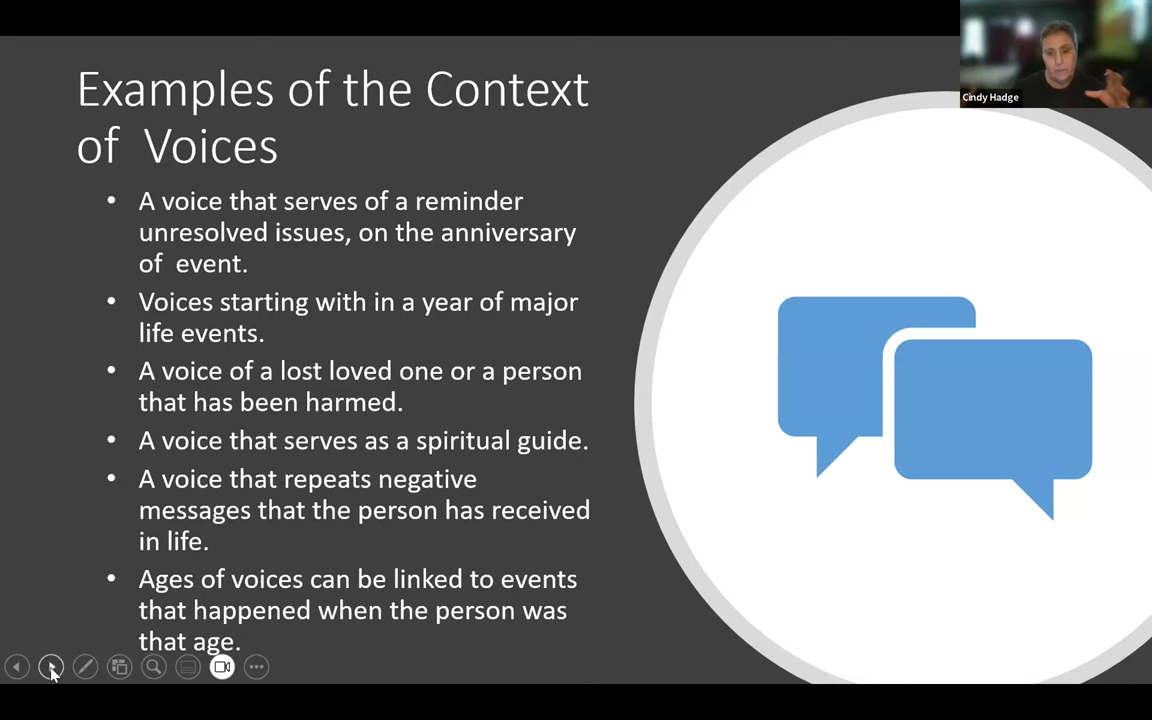 Examples of the Context
of Voices
• A voice that serves of a reminder
unresolved issues, on the anniversary
of event.
• Voices starting with in a year of major
life events.
• A voice of a lost loved one or a person
that has been harmed.
• A voice that serves as a spiritual guide.
• A voice that repeats negative
messages that the person has received
in life.
• Ages of voices can be linked to events
that happened when the person was
that age.
Cindy Hadge